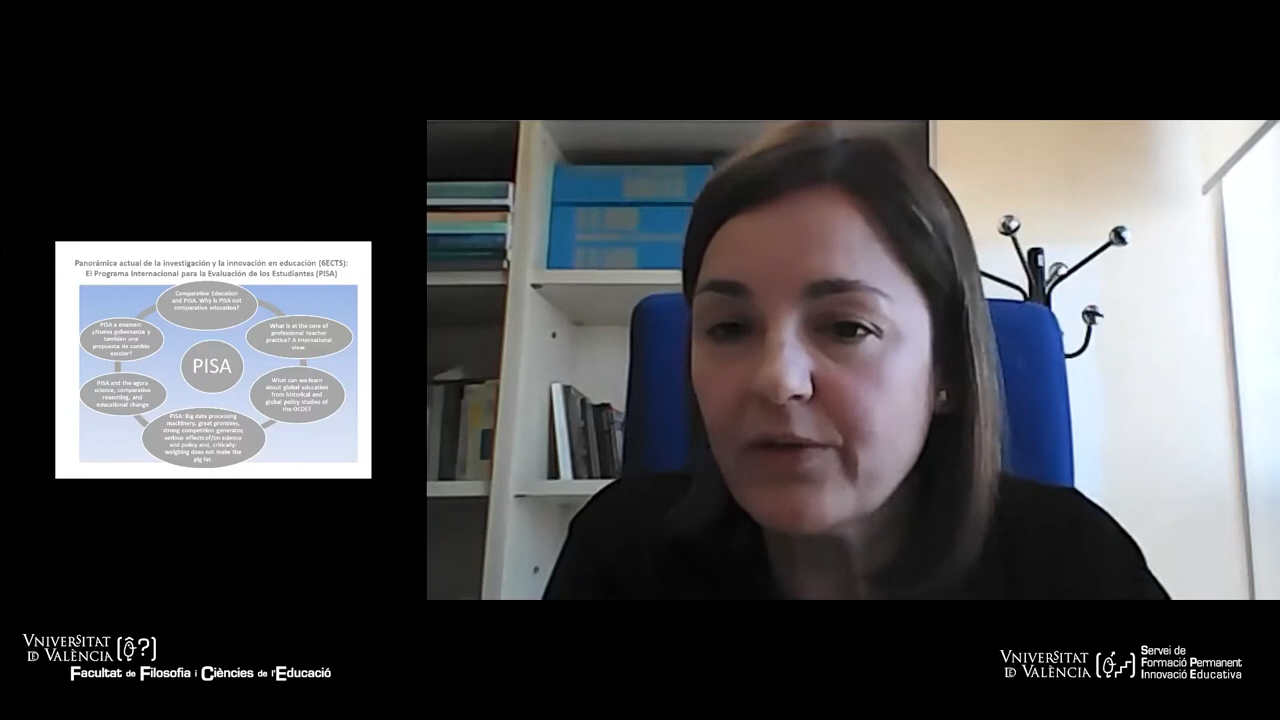 Panorámica actual de la investigación y la innovación en educación (6ECTS):
El Programa Internacional para la Evaluación de los Estudiantes (PISA)
Comparative Education
and PISA. Why is PISA not
comparative education?
What is at the core of
professional teacher
practice? A international
view.
What can we learn
about global education
from historical and
global policy studies of
the OCDE?
PISA: Big data processing
machinery, great promises,
strong competition generator,
serious effects of/on science
and policy and, critically:
weighing does not make the
pig fat.
PISA and the agora
science, comparative
reasoning, and
educational change
PISA a examen:
¿Nueva gobernanza y
también una
propuesta de cambio
escolar?
PISA
VNIVERSITAT
ID VALÈNCIA
Facultat de Filosofia i Ciències de l'Educació
VNIVERSITAT
ID VALÈNCIA
Servei de
Formació Permanent
Innovació Educativa